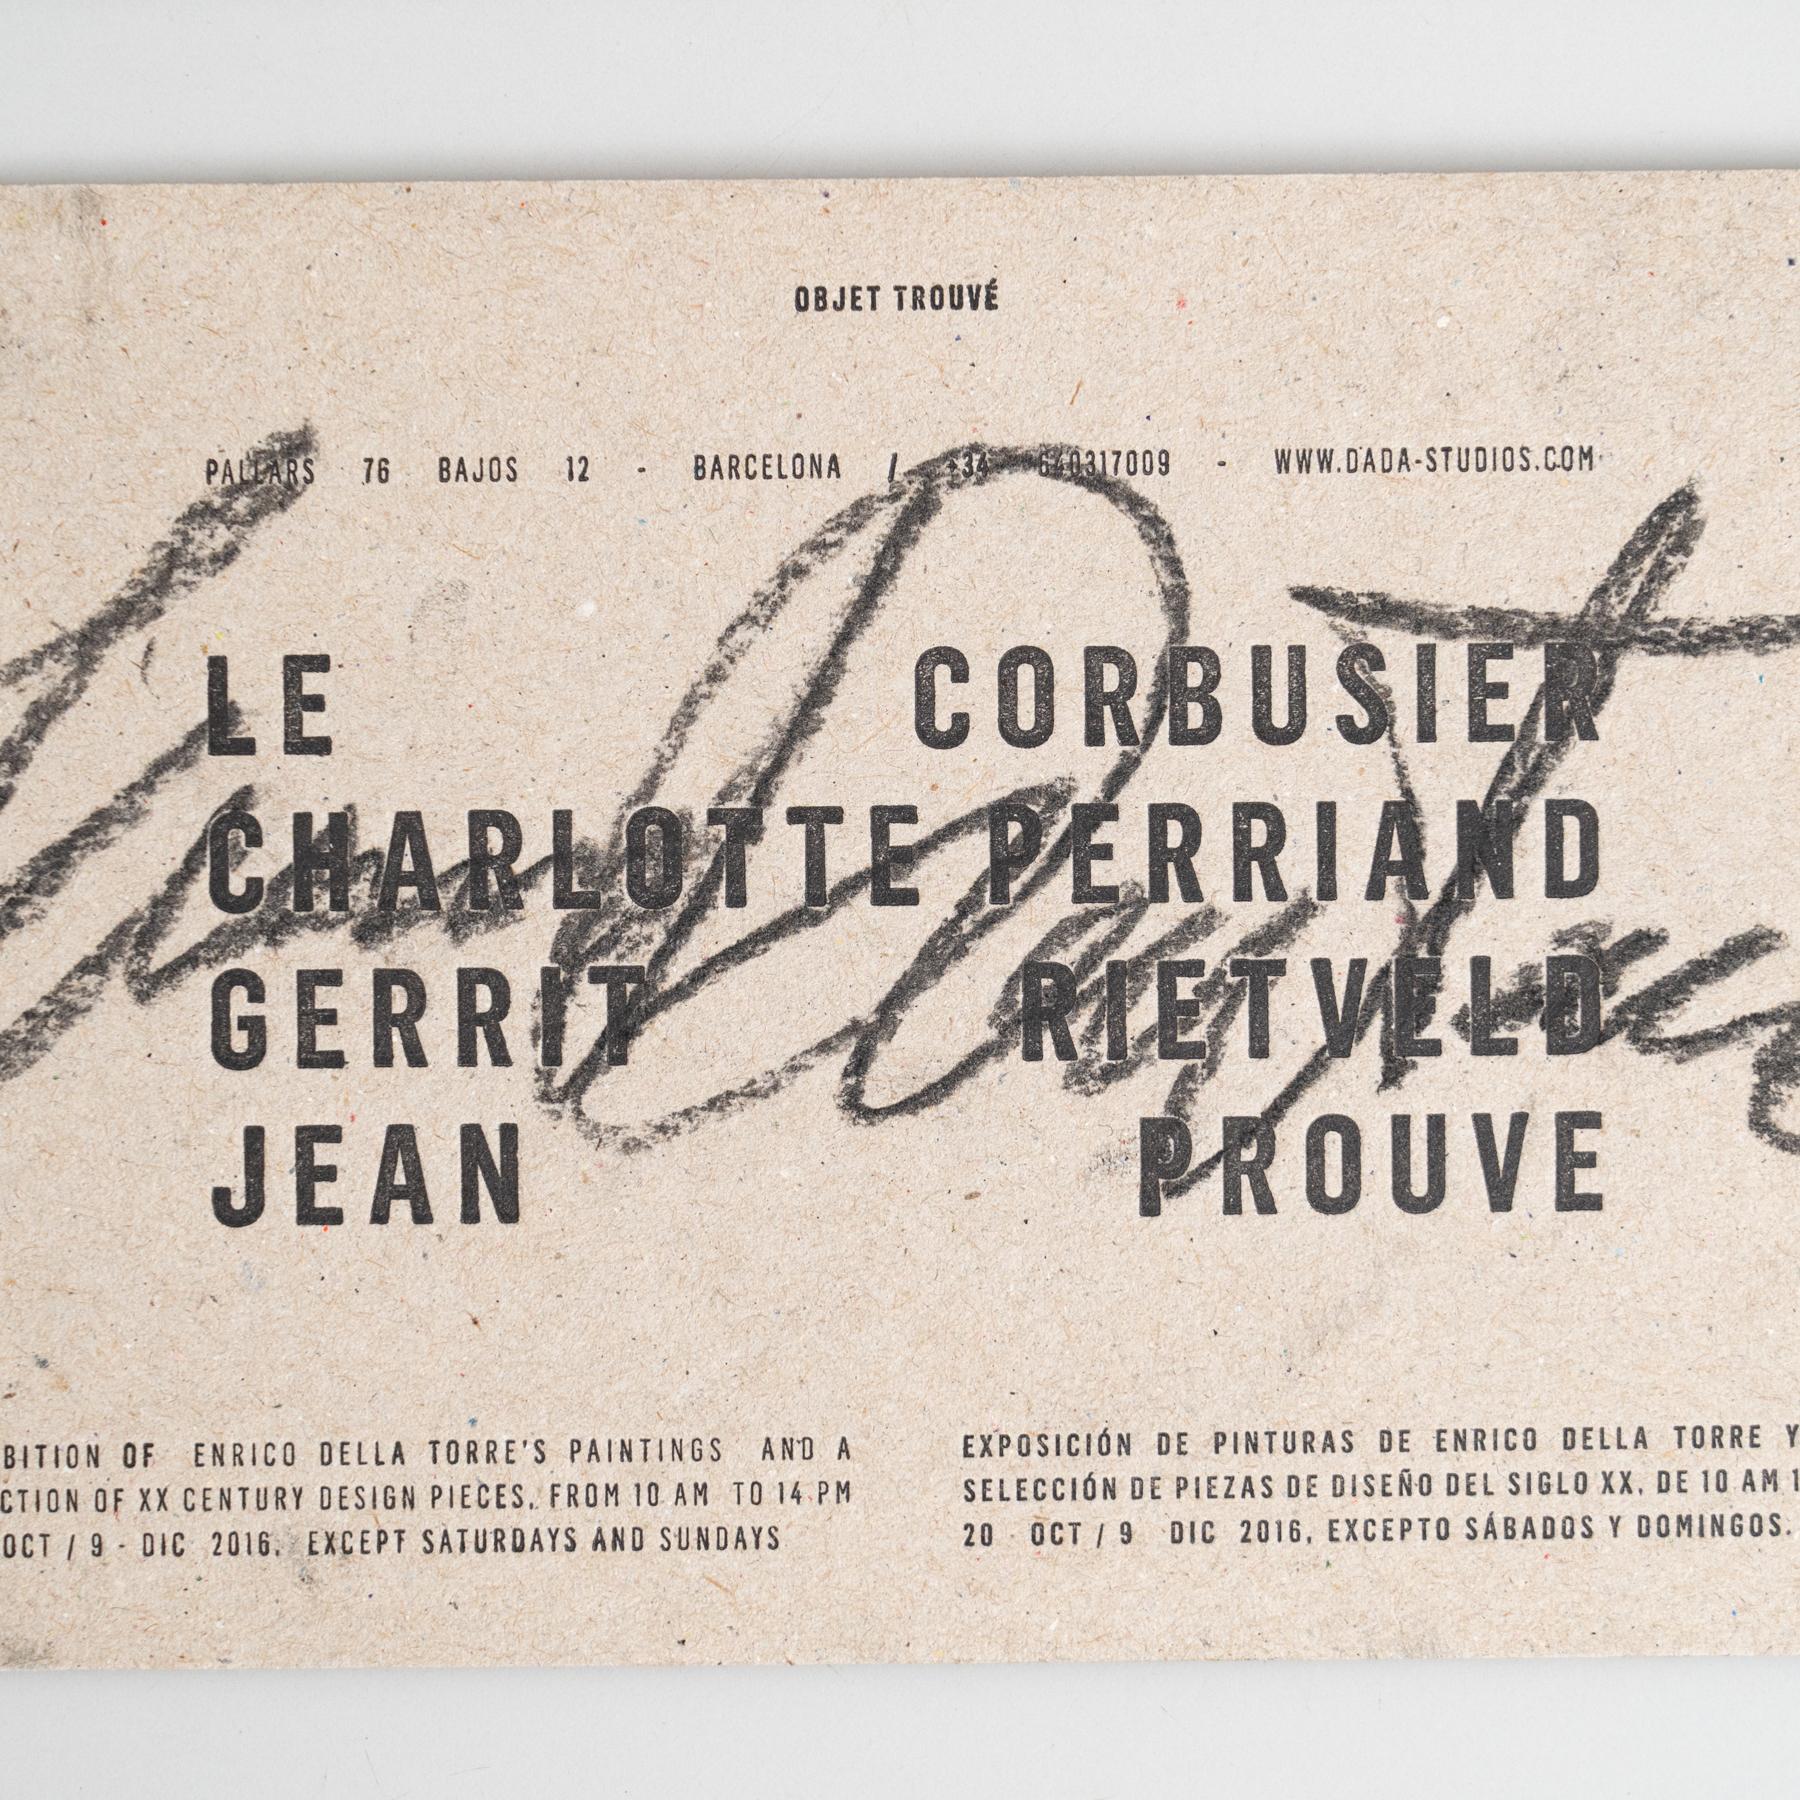 OBJET TROUVÉ
PALLARS 76 BAJOS 12 - BARCELONA / +34 640317009 - WWW.DADA-STUDIOS.COM
LE CORBUSIER
CHARLOTTE PERRIAND
GERRIT RIETVELD
JEAN PROUVE
BITION OF ENRICO DELLA TORRE'S PAINTINGS AND A
CTION OF XX CENTURY DESIGN PIECES. FROM 10 AM TO 14 PM
OCT / 9 - DIC 2016. EXCEPT SATURDAYS AND SUNDAYS
EXPOSICIÓN DE PINTURAS DE ENRICO DELLA TORRE Y
SELECCIÓN DE PIEZAS DE DISEÑO DEL SIGLO XX. DE 10 AM 1
20 OCT / 9 DIC 2016, EXCEPTO SÁBADOS Y DOMINGOS.